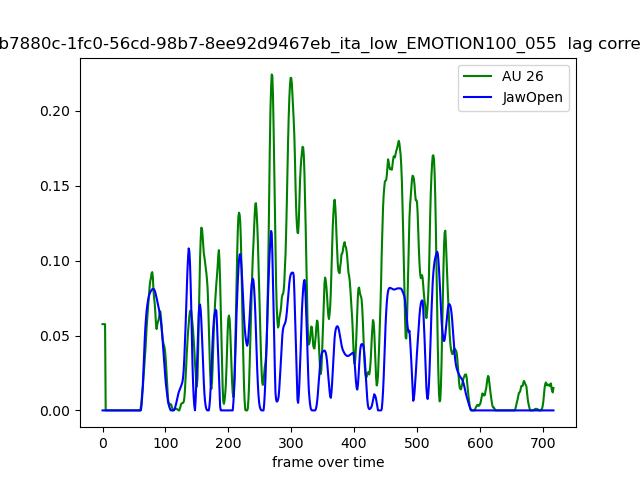 b7880c-1fc0-56cd-98b7-8ee92d9467eb_ita_low_EMOTION100_055 lag corre
AU 26
JawOpen
0.20
0.15
0.10
0.05
0.00
0 100 200 300 400 500 600 700
frame over time